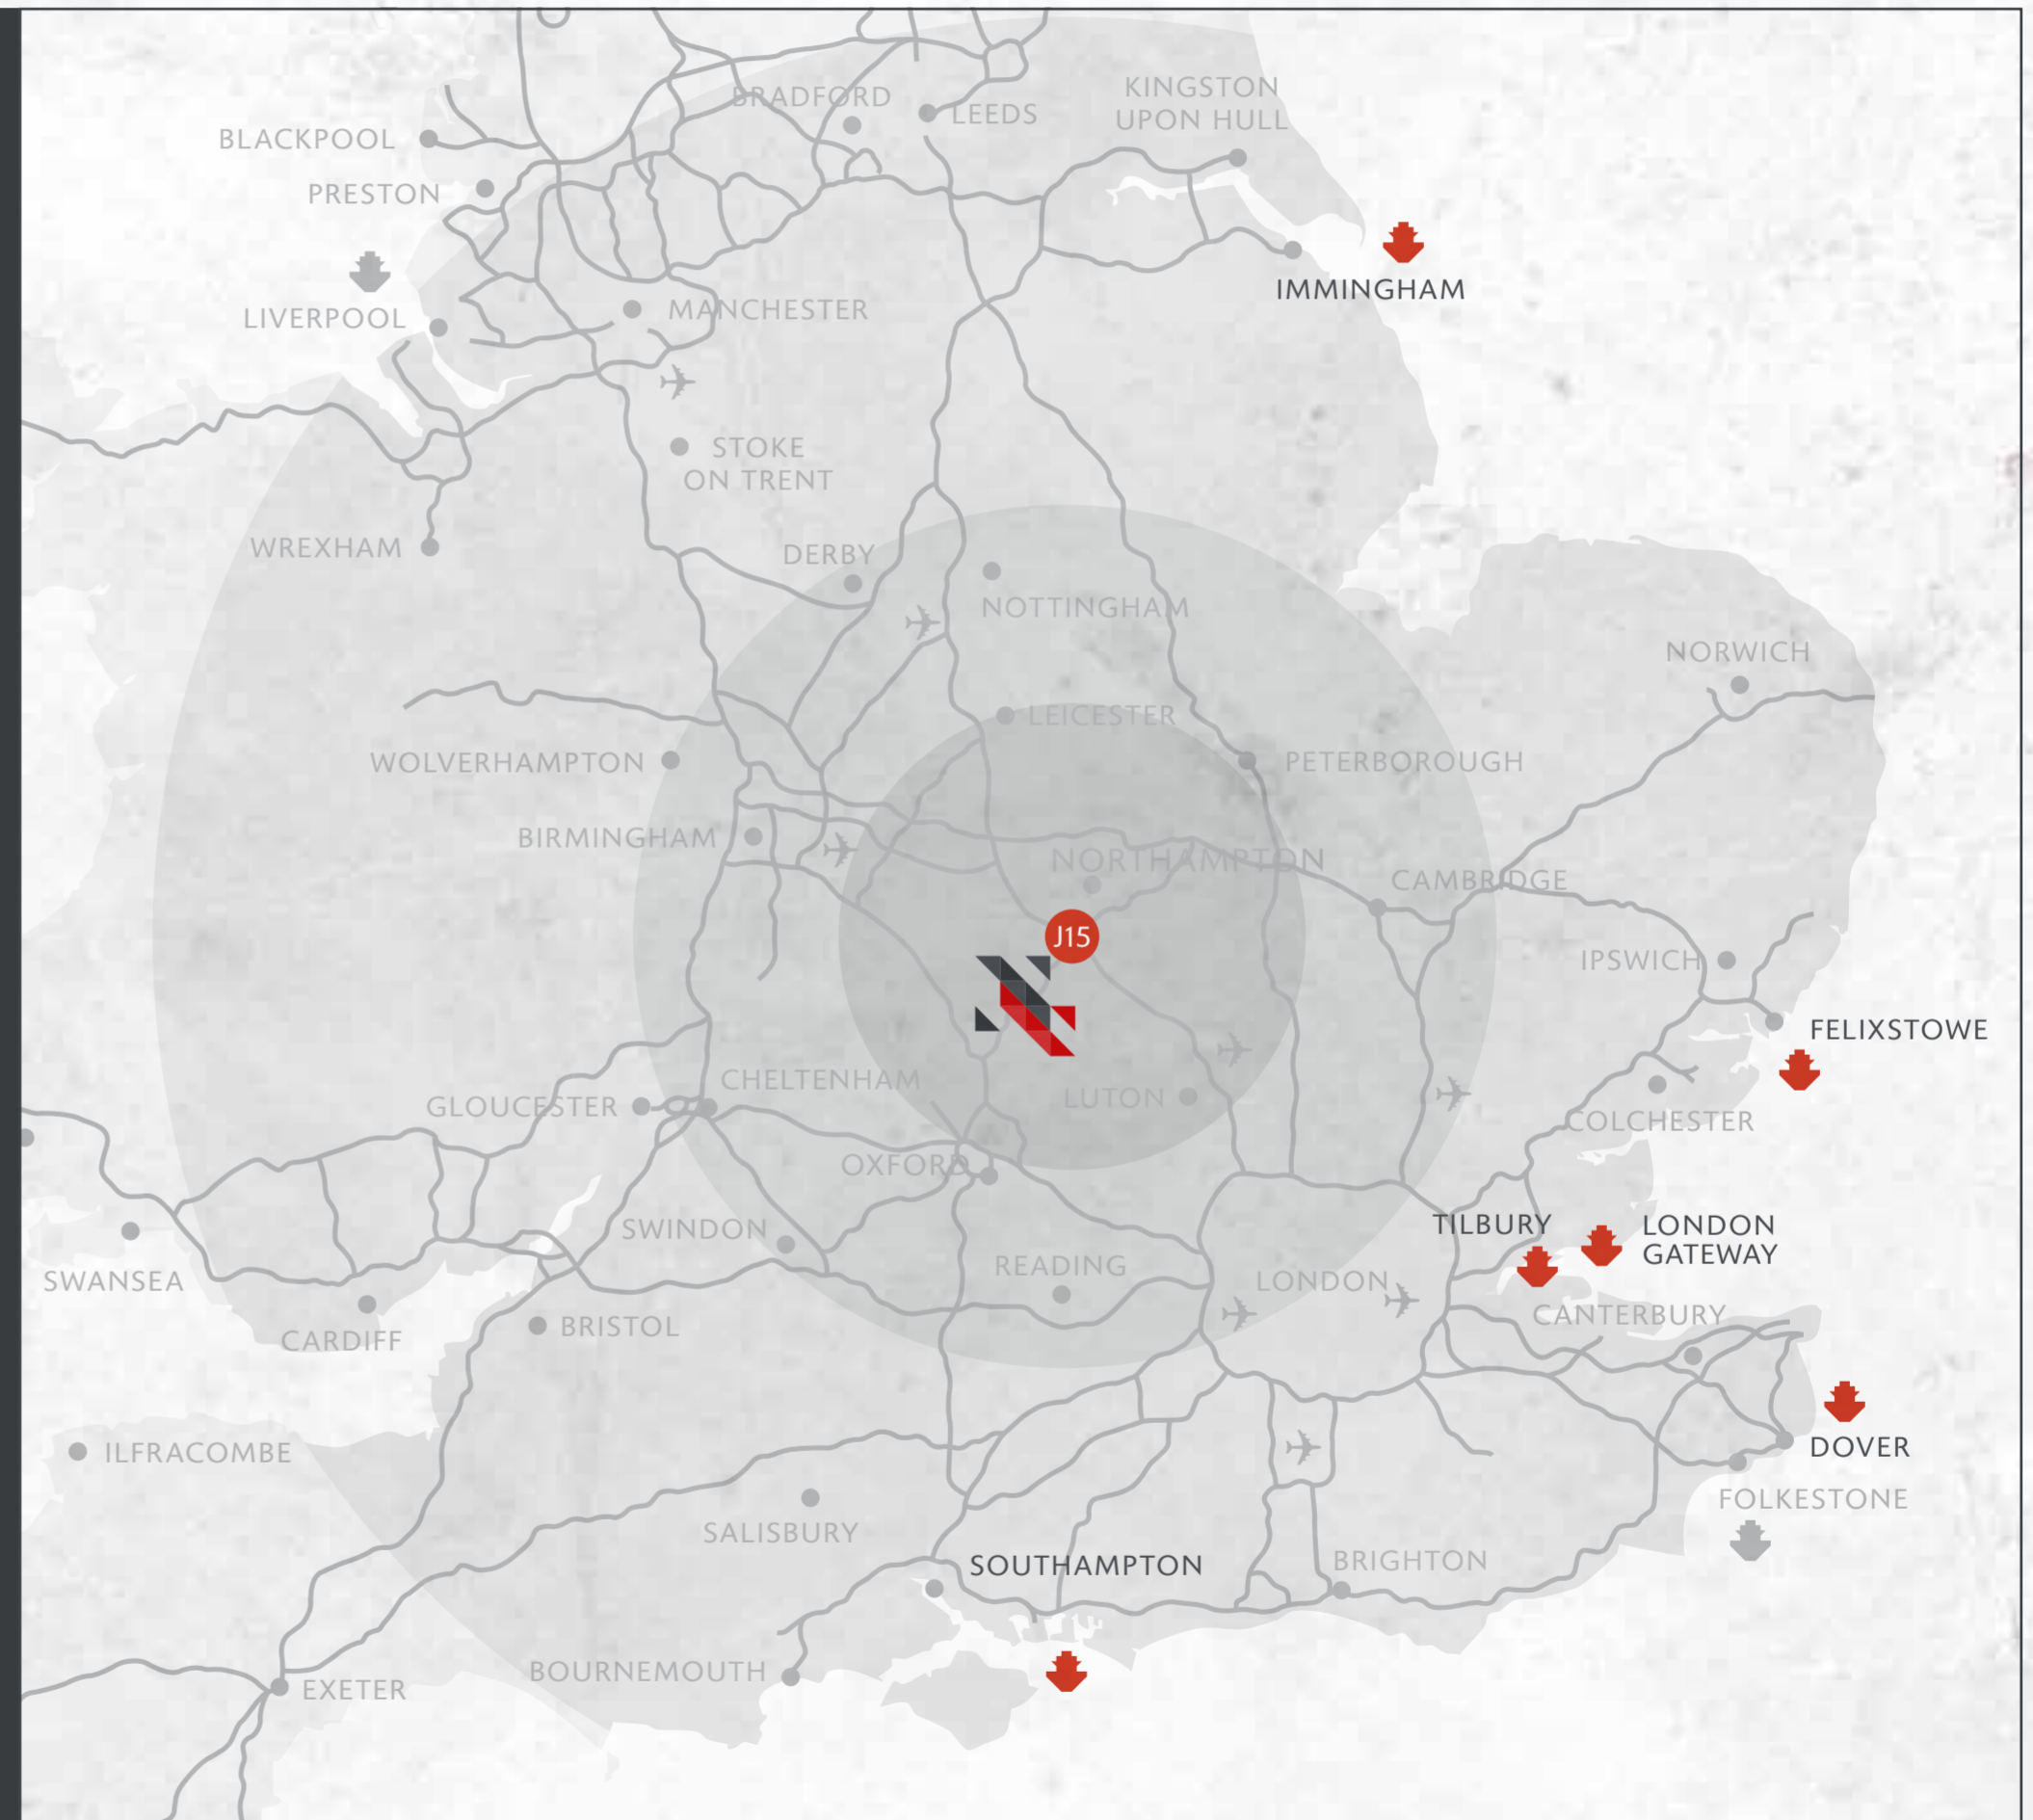 KINGSTON
UPON HULL
BRADFORD
LEEDS
BLACKPOOL
PRESTON
IMMINGHAM
LIVERPOOL
MANCHESTER
STOKE
ON TRENT
WREXHAM
DERBY
NOTTINGHAM
NORWICH
LEICESTER
WOLVERHAMPTON
PETERBOROUGH
BIRMINGHAM
NORTHAMPTON
CAMBRIDGE
J15
IPSWICH
FELIXSTOWE
CHELTENHAM
GLOUCESTER
LUTON
COLCHESTER
OXFORD
SWINDON
TILBURY
LONDON
GATEWAY
READING
LONDON
SWANSEA
CANTERBURY
CARDIFF
BRISTOL
DOVER
ILFRACOMBE
FOLKESTONE
SALISBURY
SOUTHAMPTON
BRIGHTON
BOURNEMOUTH
EXETER